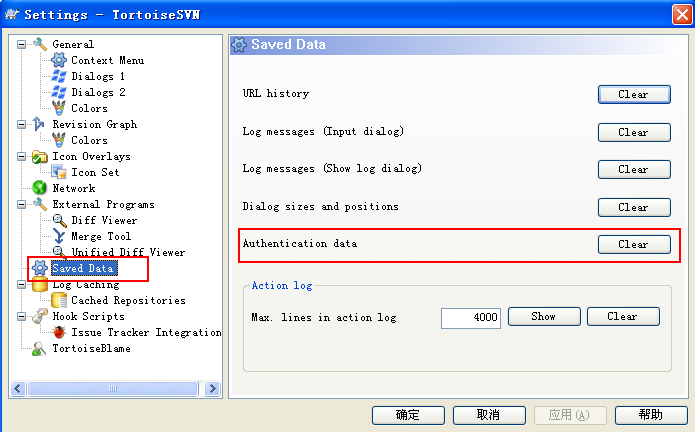 Settings - TortoiseSVN
General
Context Menu
Dialogs 1
Dialogs 2
Colors
Revision Graph
Colors
Icon Overlays
Icon Set
Network
External Programs
Diff Viewer
Merge Tool
Unified Diff Viewer
Saved Data
Log Caching
Cached Repositories
Hook Scripts
Issue Tracker Integration
TortoiseBlame
Saved Data
URL history Clear
Log messages (Input dialog) Clear
Log messages (Show log dialog) Clear
Dialog sizes and positions Clear
Authentication data Clear
Action log
Max. lines in action log 4000 Show Clear
确定 取消 应用(A) 帮助